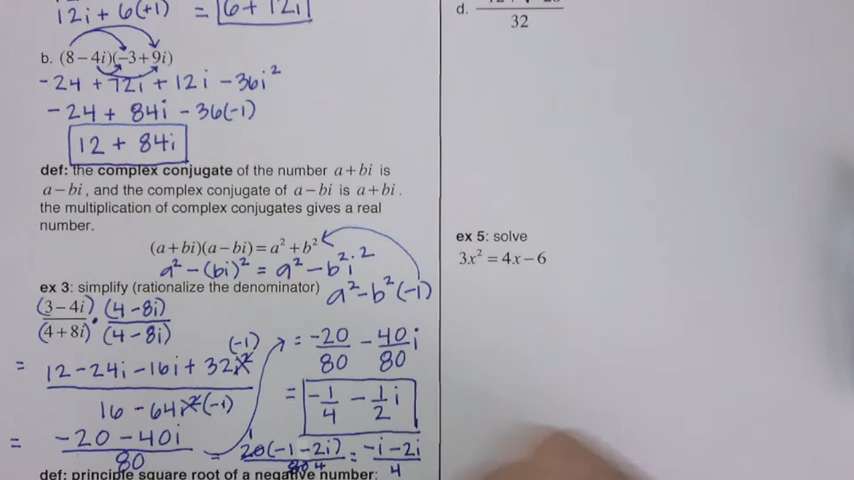 12i + 6(+1) = 6 + 12i
b. (8−4i)(−3+9i)
-24 + 72i + 12i - 36i²
-24 + 84i - 36(-1)
12 + 84i
def: the complex conjugate of the number a+bi is
a−bi, and the complex conjugate of a−bi is a+bi.
the multiplication of complex conjugates gives a real
number.
(a+bi)(a−bi)=a²+b²
a² - (bi)² = a² - b²i²
a² - b²(-1)
ex 3: simplify (rationalize the denominator)
(3−4i)/(4+8i) · (4-8i)/(4-8i)
= (12 - 24i - 16i + 32i² (-1))/(16 - 64i² (-1))
= (-20 - 40i)/80 =
= -20/80 - 40/80 i
= -1/4 - 1/2 i
20(-1-2i)/80 4 = (-1-2i)/4
def: principle square root of a negative number:
d.
32
ex 5: solve
3x² = 4x−6